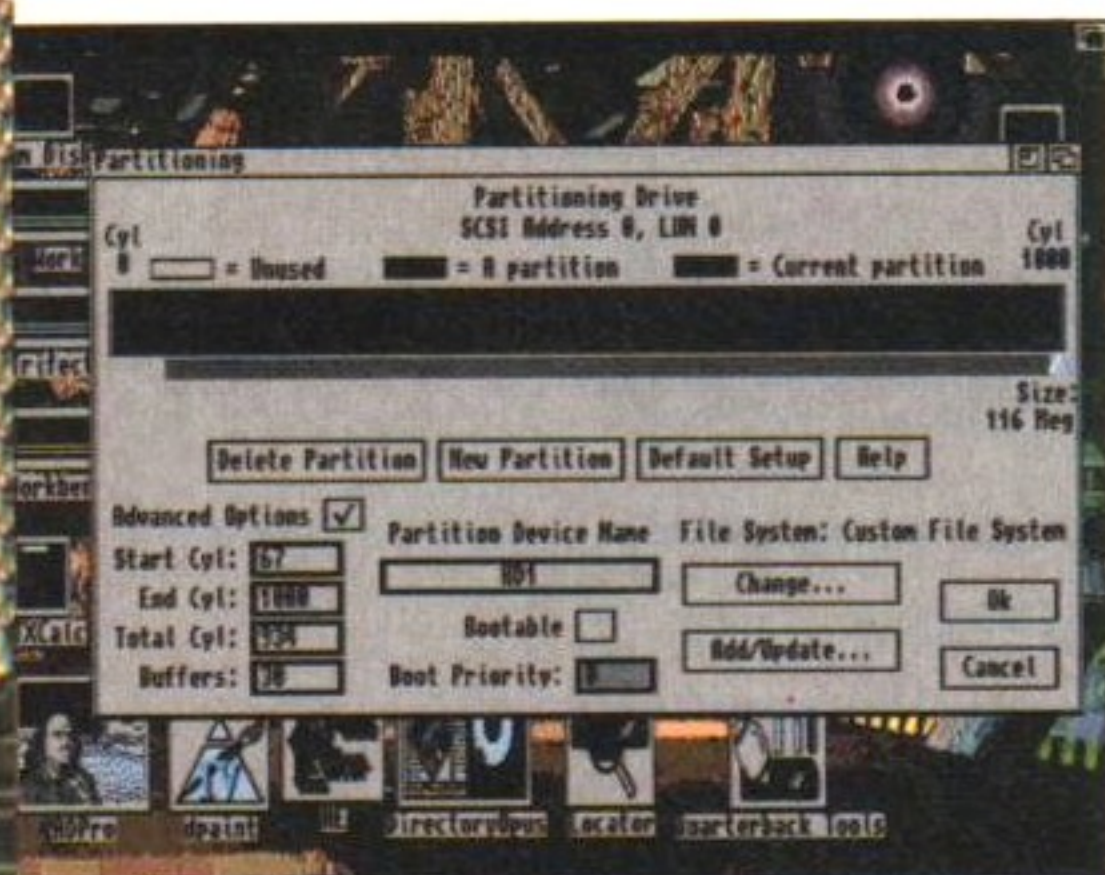 Partitioning
Partitioning Drive
SCSI Address 0, LUN 0
Cyl
0
Cyl
1000
= Unused
= A partition
= Current partition
Size:
116 Meg
Delete Partition
New Partition
Default Setup
Help
Advanced Options
Start Cyl: 67
End Cyl: 1000
Total Cyl: 934
Buffers: 30
Partition Device Name
HD1
Bootable
Boot Priority: 0
File System: Custom File System
Change...
Add/Update...
Ok
Cancel
Work
dpaint
DirectoryOpus
Locator
Quarterback Tools